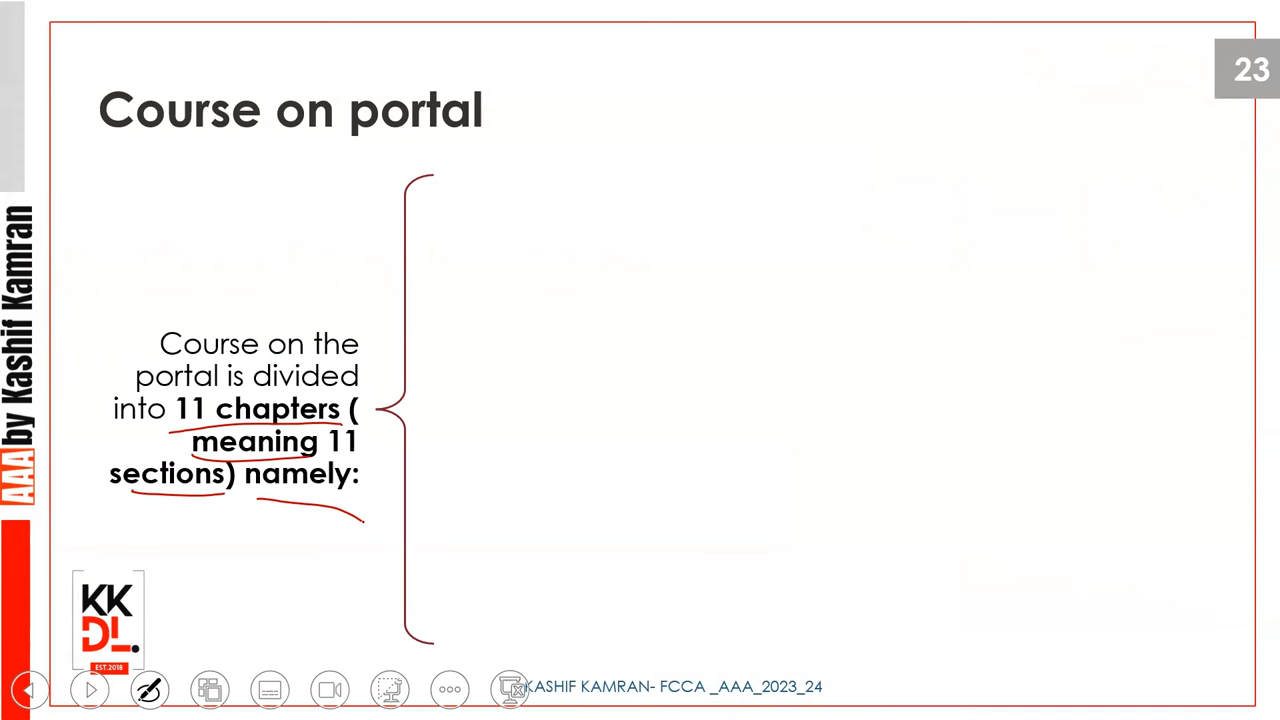 23
Course on portal
AAA by Kashif Kamran
Course on the
portal is divided
into 11 chapters (
meaning 11
sections) namely:
KK
DL.
EST.2018
KASHIF KAMRAN- FCCA _AAA_2023_24